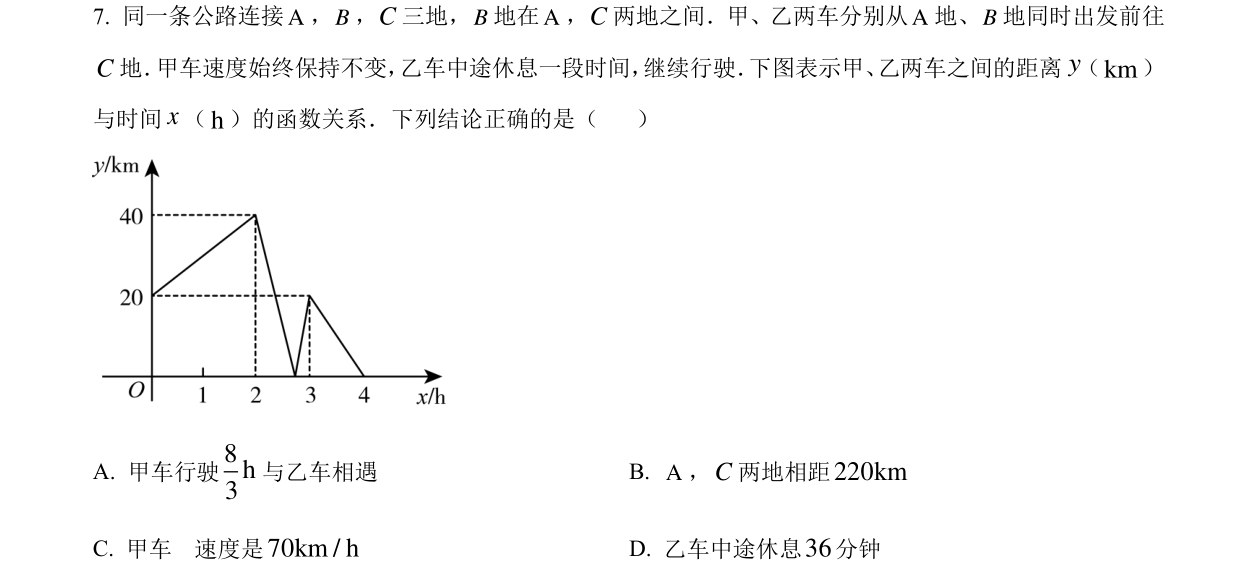 7. 同一条公路连接A，B，C三地，B地在A，C两地之间．甲、乙两车分别从A 地、B地同时出发前往
C地．甲车速度始终保持不变，乙车中途休息一段时间，继续行驶．下图表示甲、乙两车之间的距离 y（km）
与时间 x（h）的函数关系．下列结论正确的是（　　）
y/km
40
20
O 1 2 3 4 x/h
A. 甲车行驶 8/3 h 与乙车相遇
B. A，C两地相距220km
C. 甲车　速度是70km/h
D. 乙车中途休息36分钟